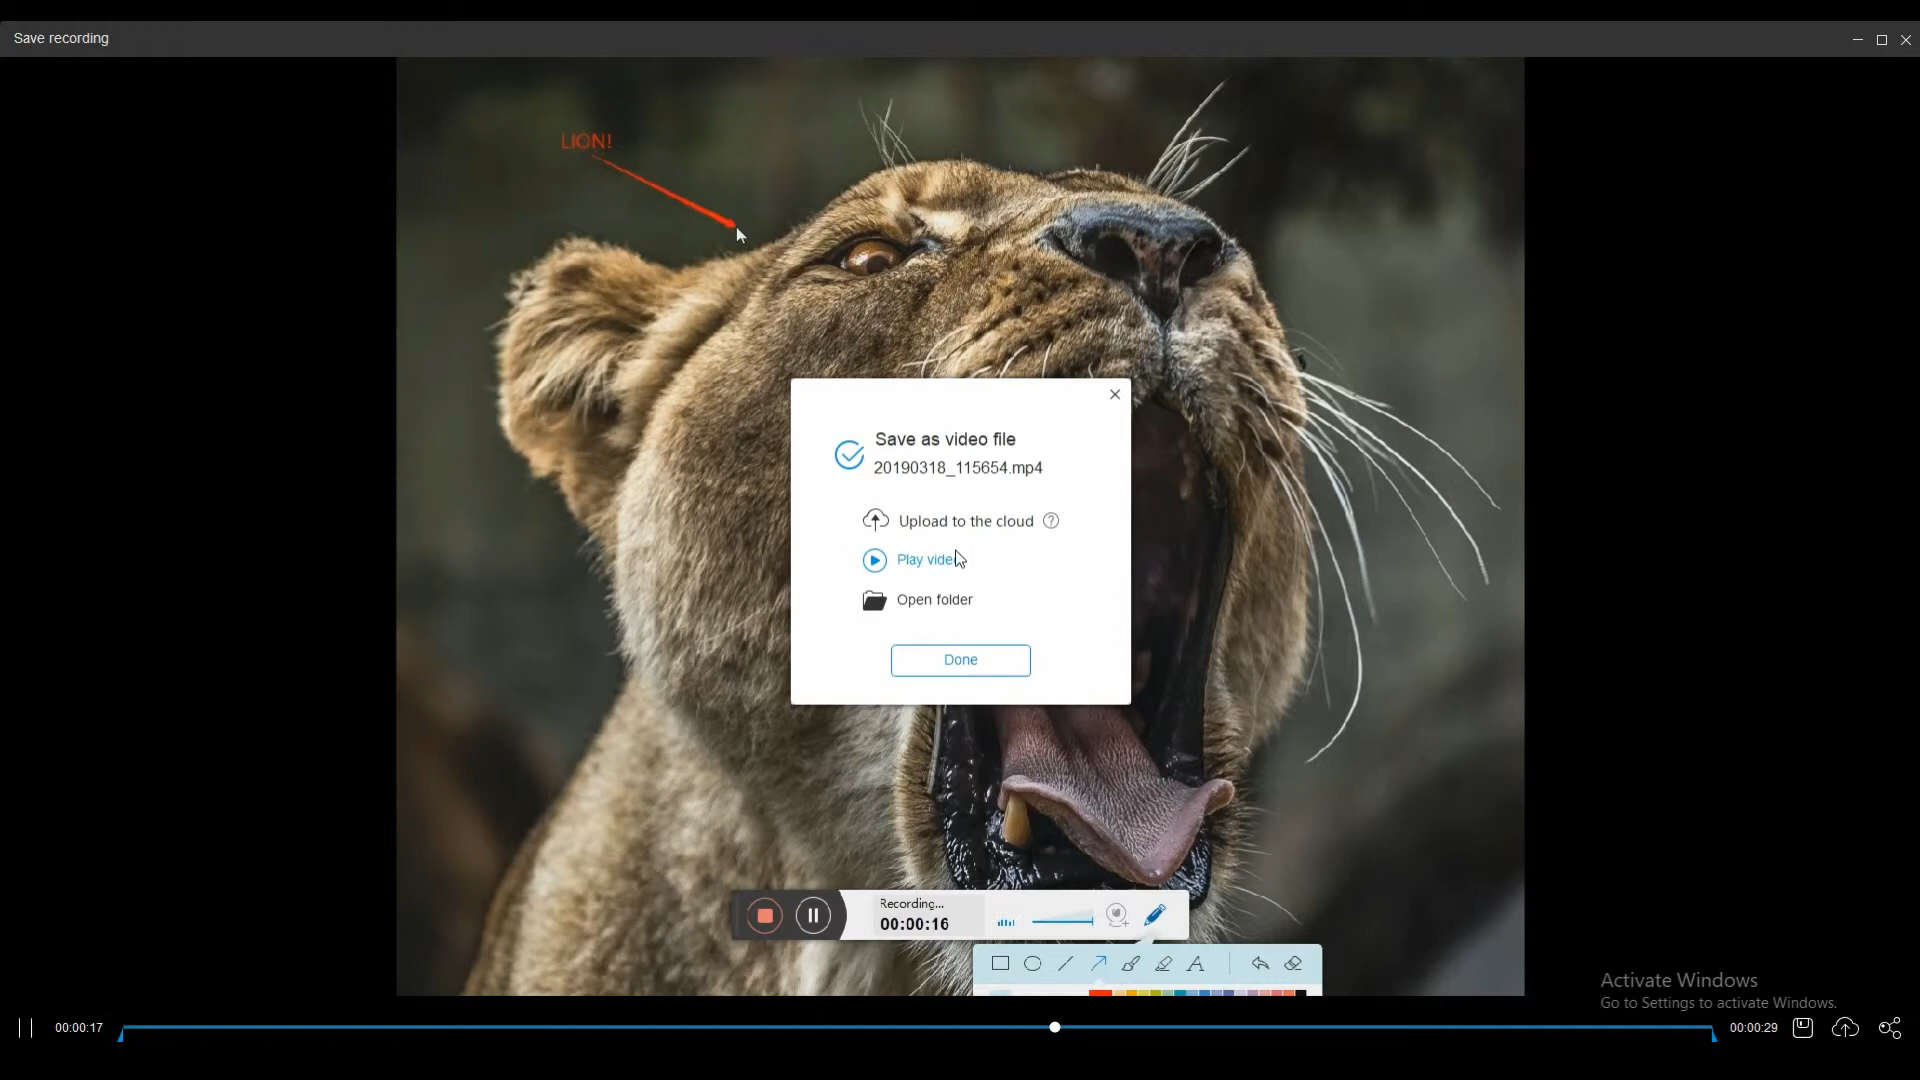 Save recording
LION!
Save as video file
20190318_115654.mp4
Upload to the cloud
Play video
Open folder
Done
Recording...
00:00:16
Activate Windows
Go to Settings to activate Windows.
00:00:17
00:00:29